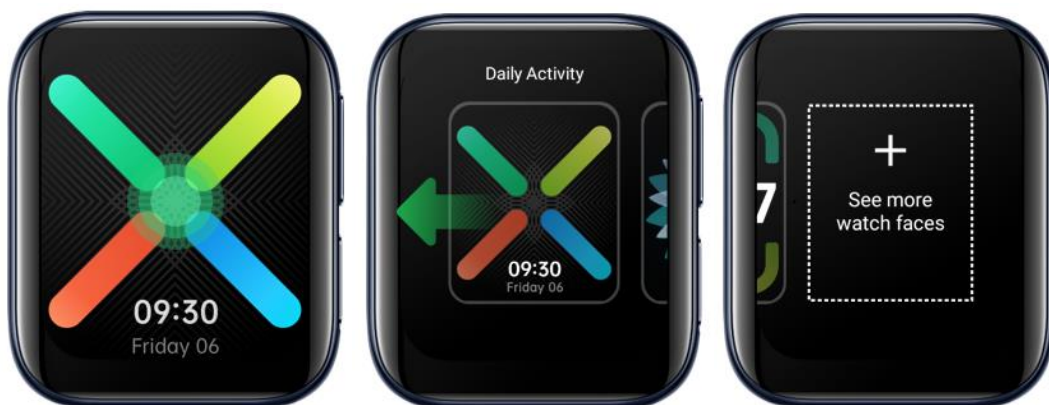 09:30
Friday 06
Daily Activity
09:30
Friday 06
7
+
See more
watch faces